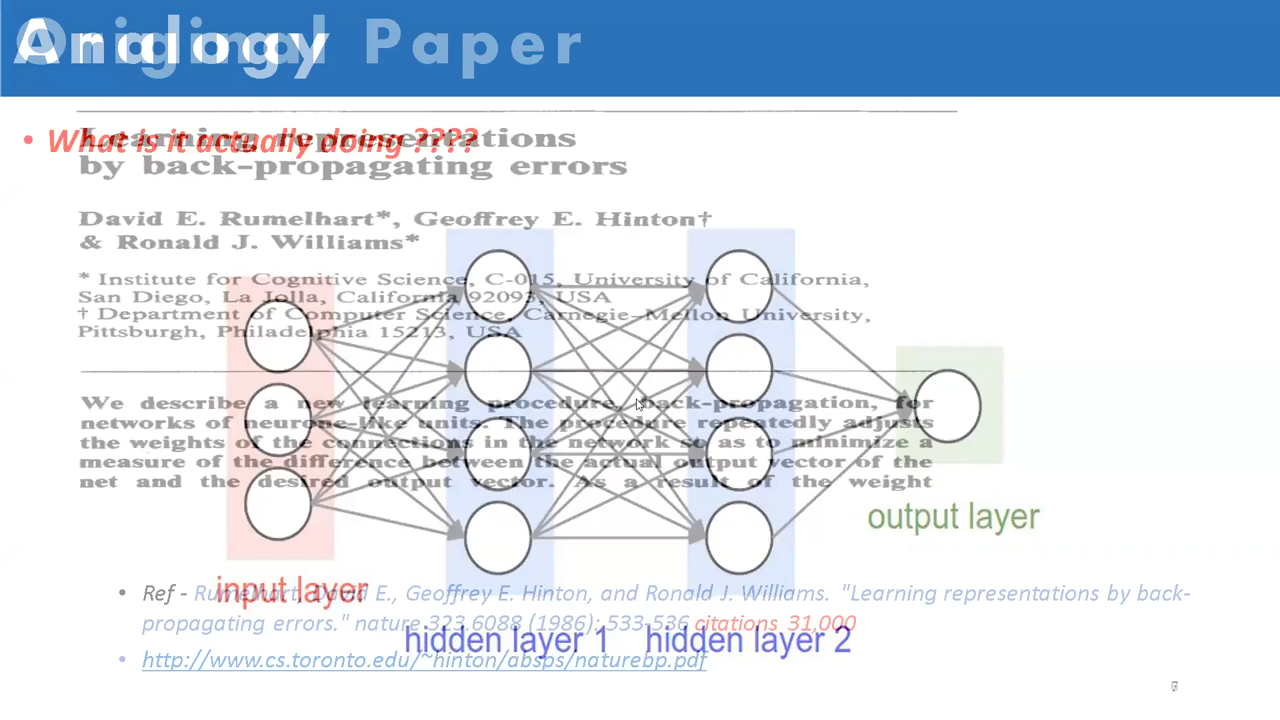 Original Paper
Analogy
• What is it actually doing ????
Learning representations
by back-propagating errors
David E. Rumelhart*, Geoffrey E. Hinton†
& Ronald J. Williams*
* Institute for Cognitive Science, C-015, University of California,
San Diego, La Jolla, California 92093, USA
† Department of Computer Science, Carnegie-Mellon University,
Pittsburgh, Philadelphia 15213, USA
We describe a new learning procedure, back-propagation, for
networks of neurone-like units. The procedure repeatedly adjusts
the weights of the connections in the network so as to minimize a
measure of the difference between the actual output vector of the
net and the desired output vector. As a result of the weight
output layer
input layer
• Ref - Rumelhart, David E., Geoffrey E. Hinton, and Ronald J. Williams. "Learning representations by back-
propagating errors." nature 323.6088 (1986): 533-536 citations 31,000
hidden layer 1 hidden layer 2
• http://www.cs.toronto.edu/~hinton/absps/naturebp.pdf